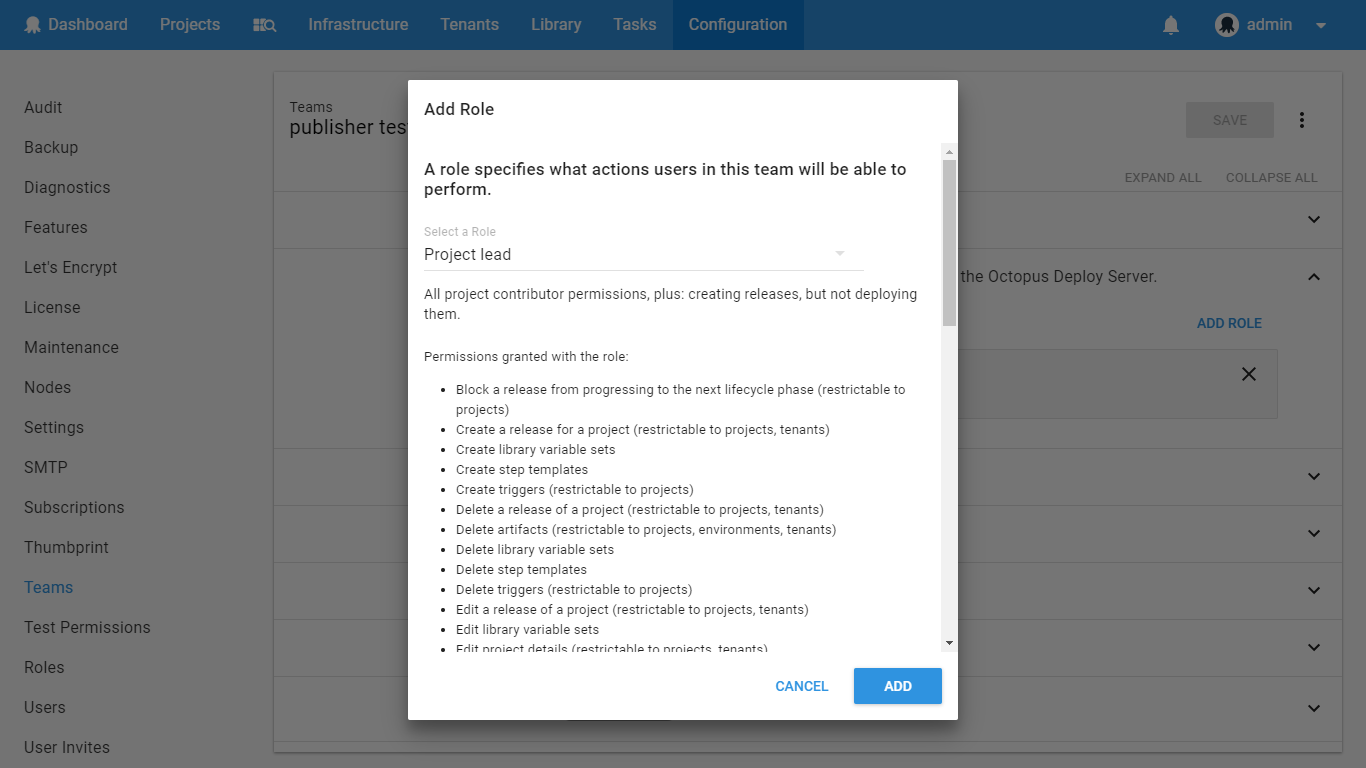 Dashboard
Projects
Infrastructure
Tenants
Library
Tasks
Configuration
admin
Audit
Backup
Diagnostics
Features
Let's Encrypt
License
Maintenance
Nodes
Settings
SMTP
Subscriptions
Thumbprint
Teams
Test Permissions
Roles
Users
User Invites
Teams
publisher
SAVE
EXPAND ALL
COLLAPSE ALL
the Octopus Deploy Server.
ADD ROLE
Add Role
A role specifies what actions users in this team will be able to
perform.
Select a Role
Project lead
All project contributor permissions, plus: creating releases, but not deploying
them.
Permissions granted with the role:
Block a release from progressing to the next lifecycle phase (restrictable to
projects)
Create a release for a project (restrictable to projects, tenants)
Create library variable sets
Create step templates
Create triggers (restrictable to projects)
Delete a release of a project (restrictable to projects, tenants)
Delete artifacts (restrictable to projects, environments, tenants)
Delete library variable sets
Delete step templates
Delete triggers (restrictable to projects)
Edit a release of a project (restrictable to projects, tenants)
Edit library variable sets
Edit project details (restrictable to projects, tenants)
CANCEL
ADD